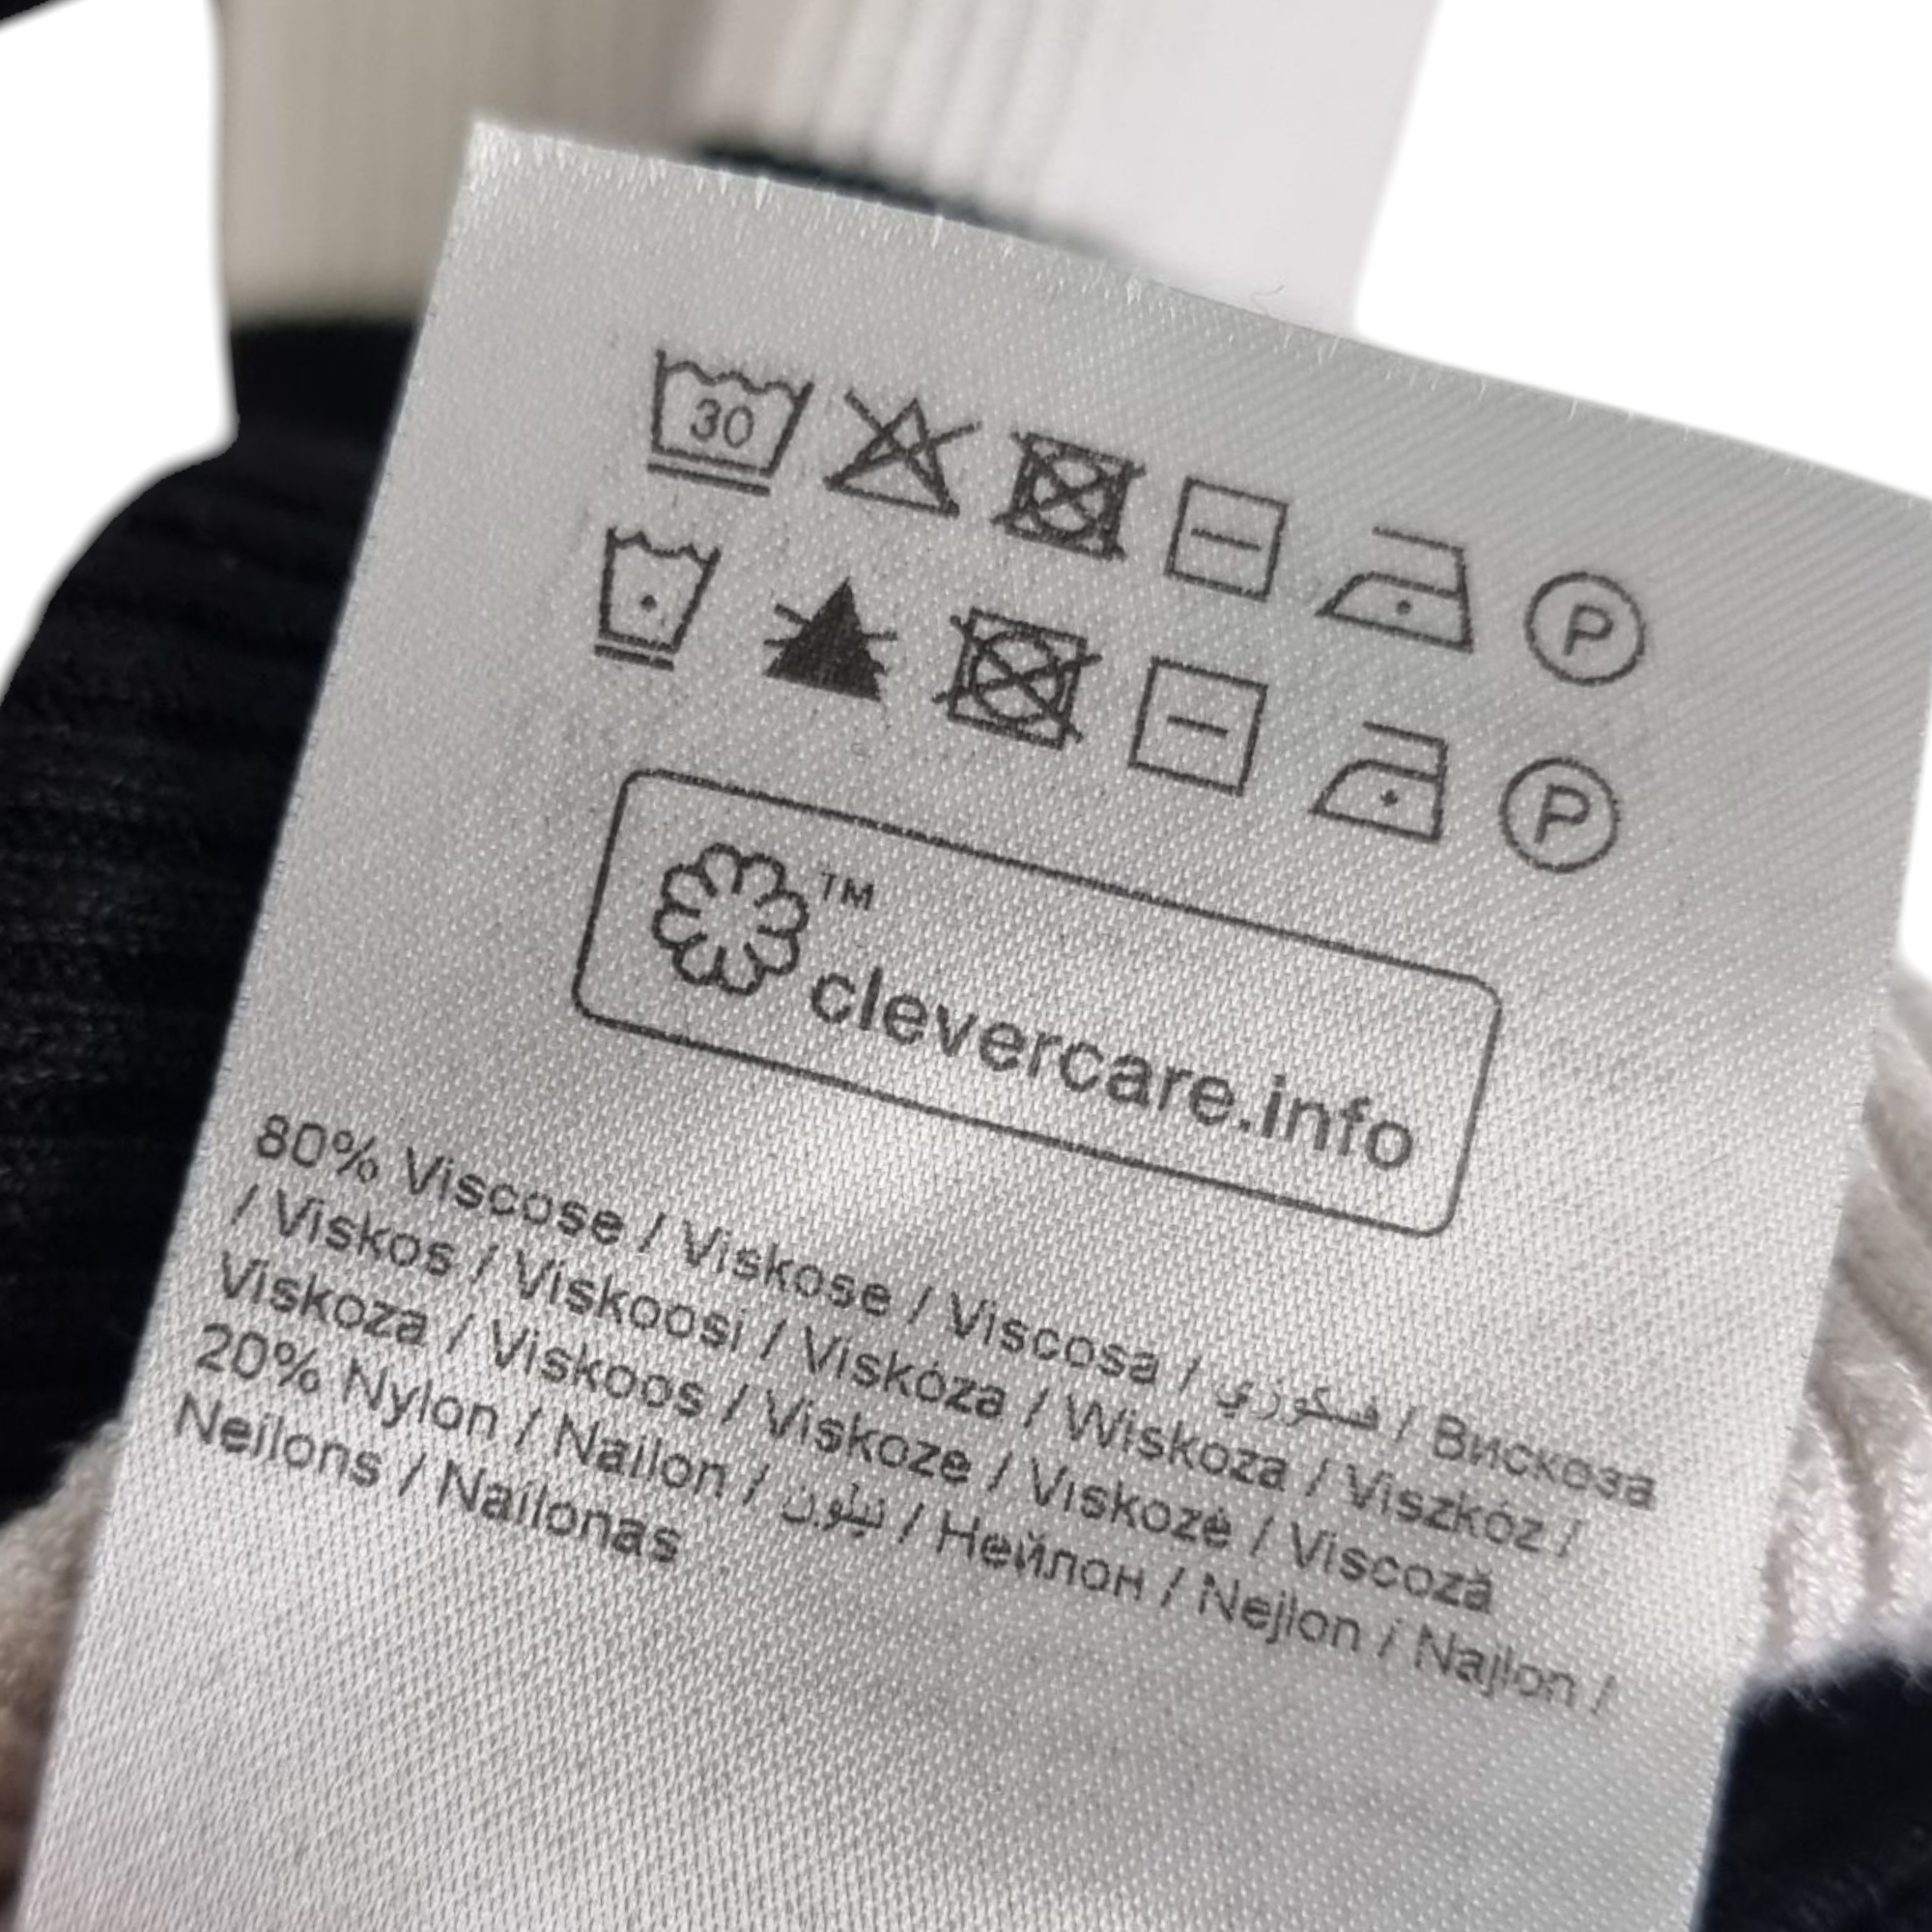 30
P
P
™ clevercare.info
80% Viscose / Viskose / Viscosa / فسكوزي / Вискоза
/ Viskos / Viskoosi / Viskóza / Wiskoza / Viszkóz /
Viskoza / Viskoos / Viskoze / Viskozė / Viscoză
20% Nylon / Nailon / نيلون / Нейлон / Nejlon / Najlon /
Neilons / Nailonas